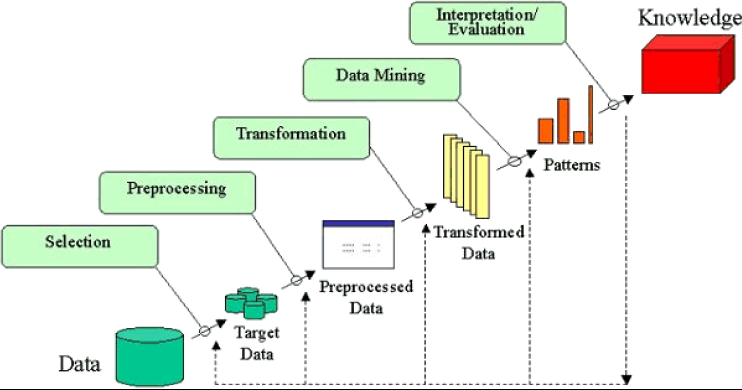 Interpretation/
Evaluation
Knowledge
Data Mining
Transformation
Patterns
Preprocessing
Transformed
Data
Selection
Preprocessed
Data
Target
Data
Data